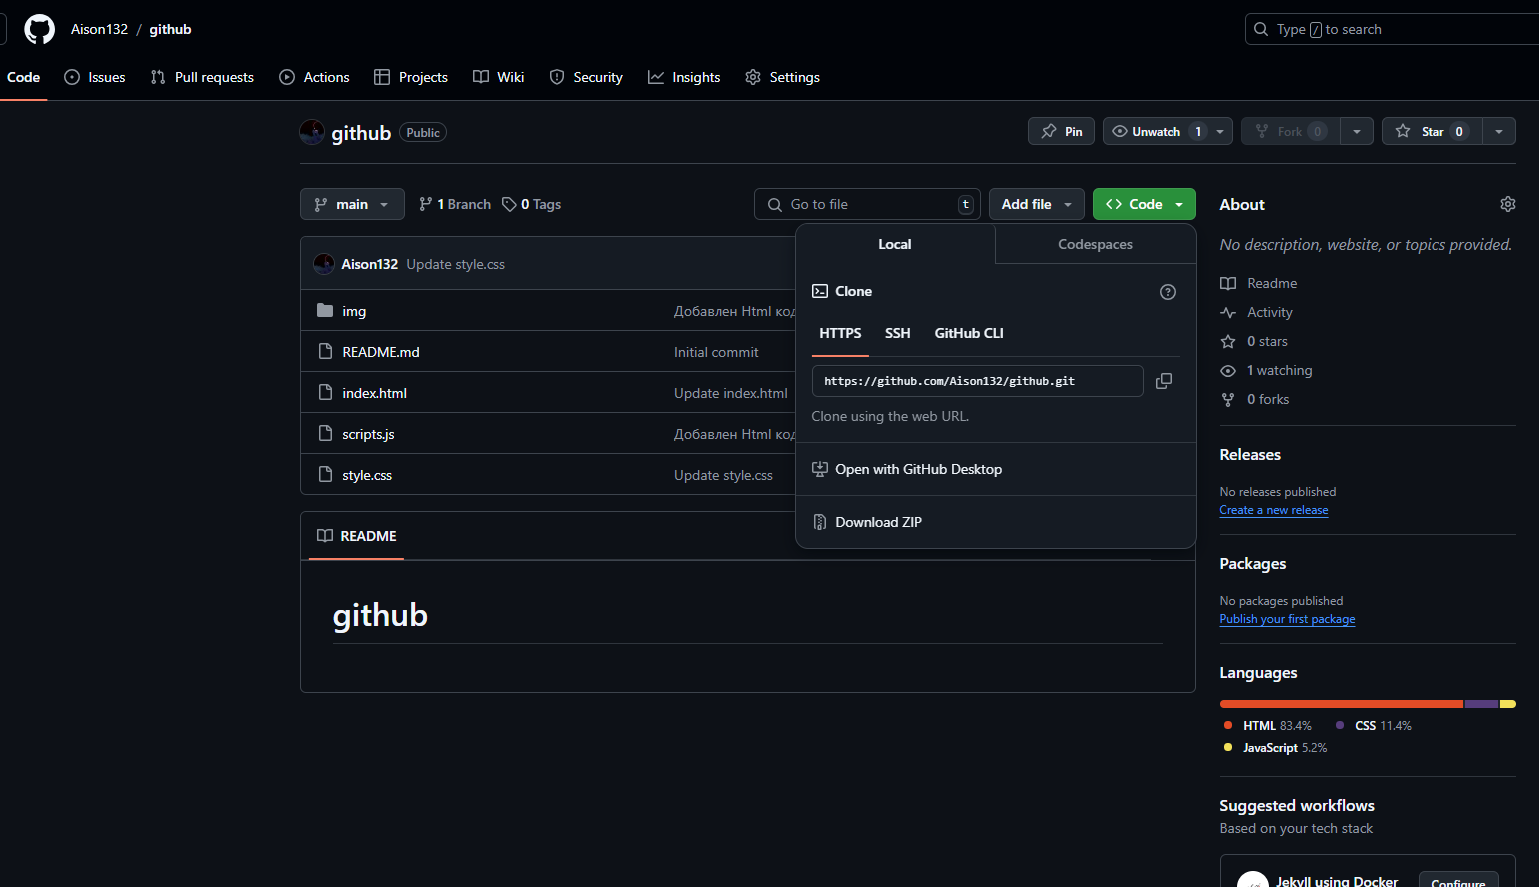 Aison132 / github
Type / to search
Code Issues Pull requests Actions Projects Wiki Security Insights Settings
github Public
Pin Unwatch 1 Fork 0 Star 0
main 1 Branch 0 Tags Go to file t Add file Code
Aison132 Update style.css
img Добавлен Html код
README.md Initial commit
index.html Update index.html
scripts.js Добавлен Html код
style.css Update style.css
Local Codespaces
Clone
HTTPS SSH GitHub CLI
https://github.com/Aison132/github.git
Clone using the web URL.
Open with GitHub Desktop
Download ZIP
README
github
About
No description, website, or topics provided.
Readme
Activity
0 stars
1 watching
0 forks
Releases
No releases published
Create a new release
Packages
No packages published
Publish your first package
Languages
HTML 83.4% CSS 11.4%
JavaScript 5.2%
Suggested workflows
Based on your tech stack
Jekyll using Docker Configure